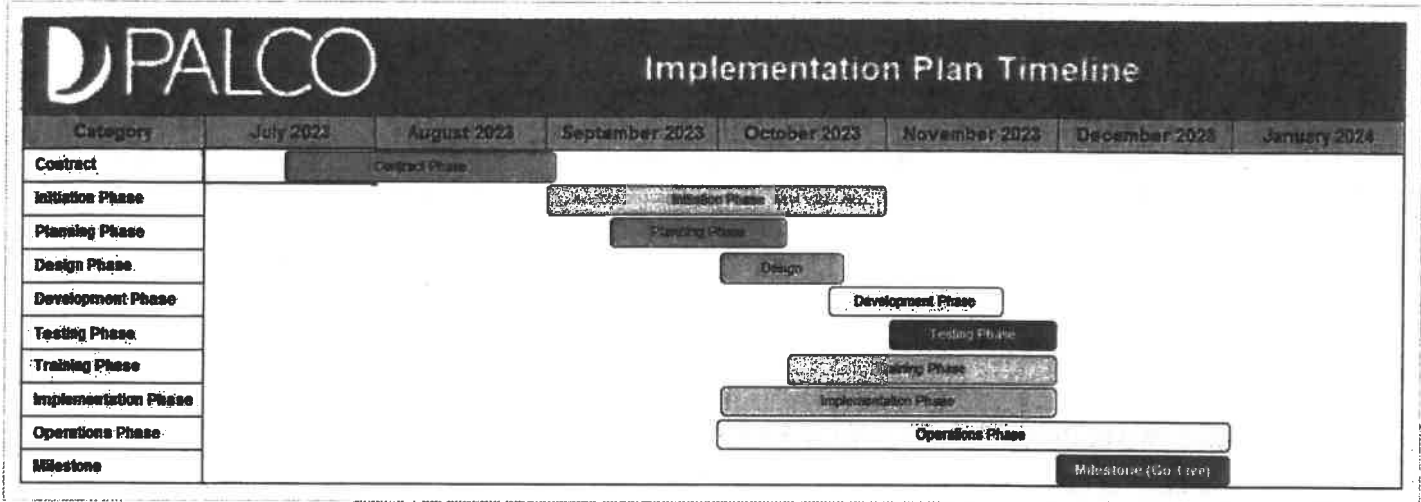 PALCO
Implementation Plan Timeline
Category July 2023 August 2023 September 2023 October 2023 November 2023 December 2023 January 2024
Contract Contract Phase
Initiation Phase Initiation Phase
Planning Phase Planning Phase
Design Phase Design
Development Phase Development Phase
Testing Phase Testing Phase
Training Phase Training Phase
Implementation Phase Implementation Phase
Operations Phase Operations Phase
Milestone Milestone (Go-Live)